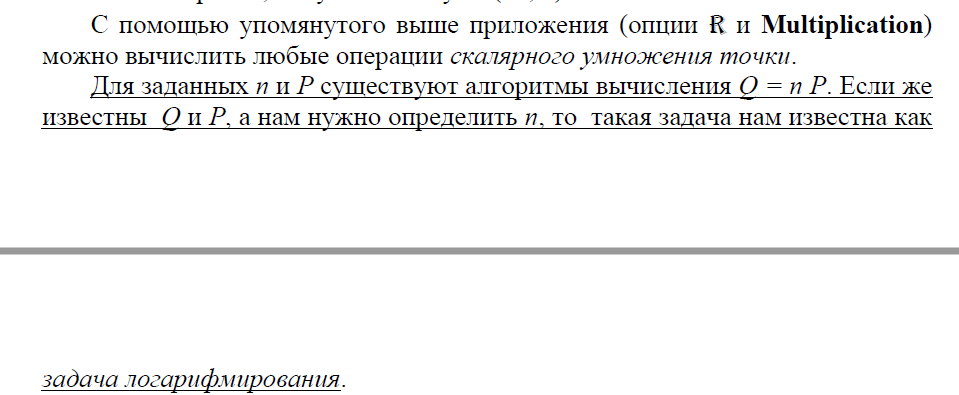 С помощью упомянутого выше приложения (опции ℝ и Multiplication)
можно вычислить любые операции скалярного умножения точки.
Для заданных n и P существуют алгоритмы вычисления Q = n P. Если же
известны Q и P, а нам нужно определить n, то такая задача нам известна как
задача логарифмирования.